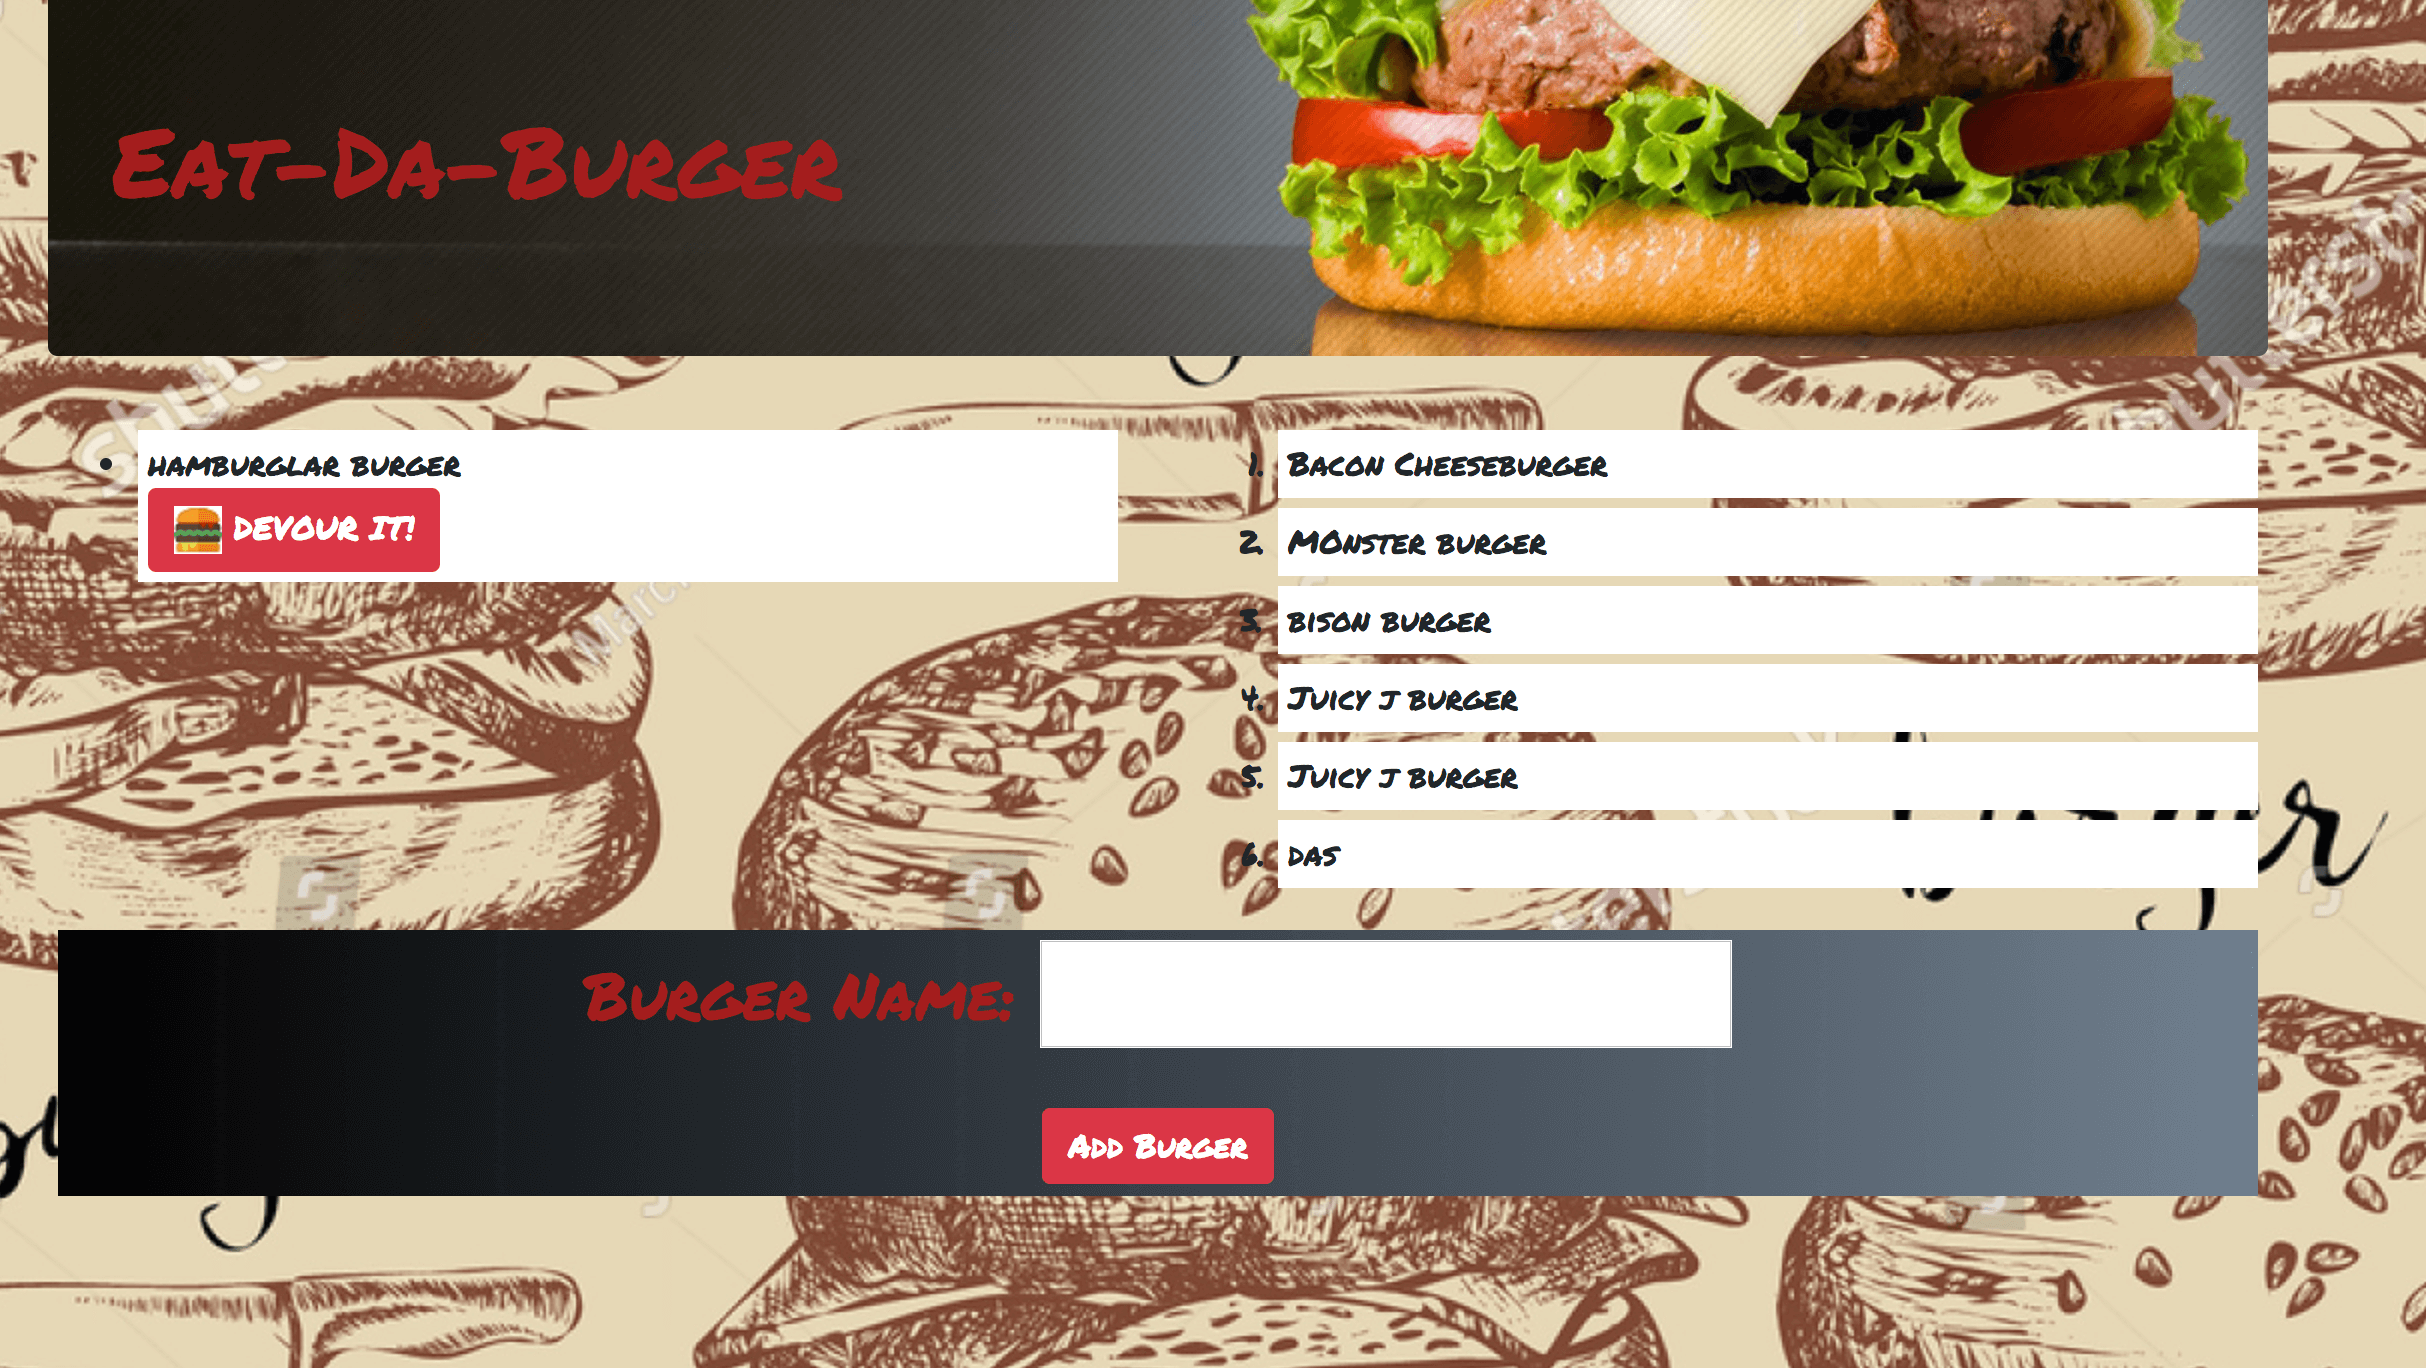 Eat-Da-Burger
hamburglar burger
DEVOUR IT!
1. Bacon Cheeseburger
2. MOnster burger
3. bison burger
4. Juicy j burger
5. Juicy j burger
6. das
Burger Name:
Add Burger